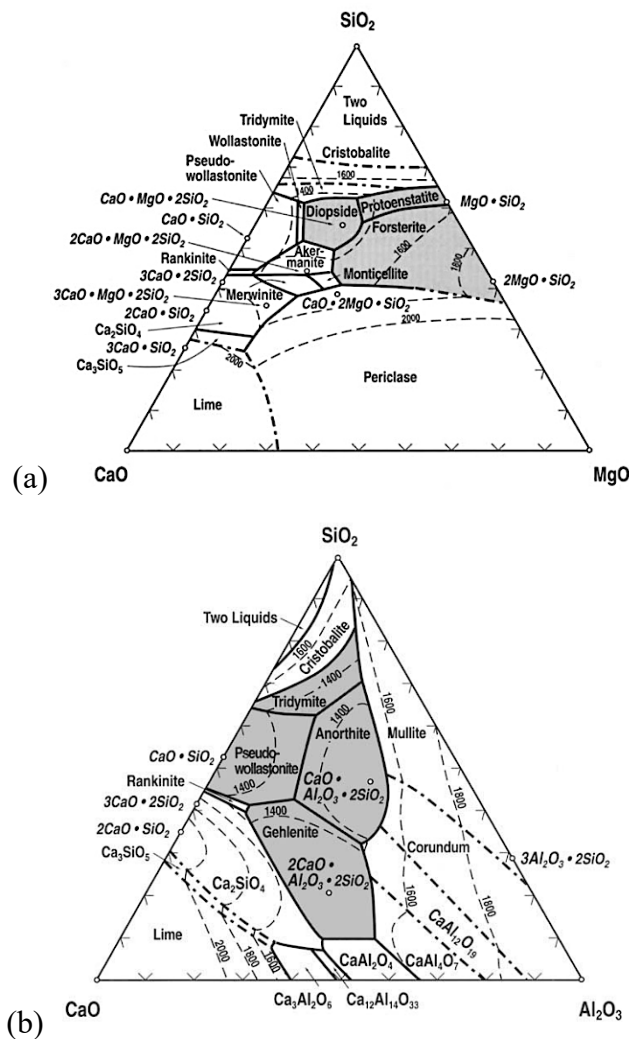 SiO₂
Two
Liquids
Tridymite
Wollastonite
Cristobalite
Pseudo-
wollastonite
1600
1400
CaO • MgO • 2SiO₂
Diopside
Protoenstatite
MgO • SiO₂
CaO • SiO₂
Forsterite
2CaO • MgO • 2SiO₂
Aker-
manite
1600
Rankinite
3CaO • 2SiO₂
Monticellite
1800
2MgO • SiO₂
Merwinite
3CaO • MgO • 2SiO₂
CaO • 2MgO • SiO₂
2CaO • SiO₂
2000
Ca₂SiO₄
3CaO • SiO₂
2000
Ca₃SiO₅
Periclase
Lime
(a)
CaO
MgO
SiO₂
Two Liquids
1600
Cristobalite
1400
Tridymite
1600
1400
Anorthite
Mullite
CaO • SiO₂
Pseudo-
wollastonite
CaO •
Al₂O₃ • 2SiO₂
Rankinite
1400
1800
3CaO • 2SiO₂
1400
2CaO • SiO₂
Gehlenite
Corundum
3Al₂O₃ • 2SiO₂
Ca₃SiO₅
2CaO •
Al₂O₃ • 2SiO₂
Ca₂SiO₄
1600
CaAl₁₂O₁₉
Lime
2000
1800
1600
CaAl₂O₄
CaAl₄O₇
1800
Ca₃Al₂O₆
Ca₁₂Al₁₄O₃₃
(b)
CaO
Al₂O₃